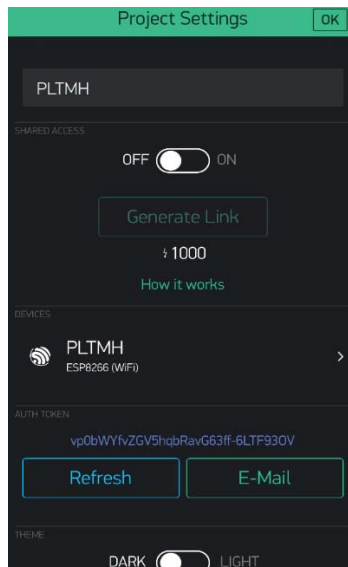 Project Settings OK
PLTMH
SHARED ACCESS
OFF ON
Generate Link
1000
How it works
DEVICES
PLTMH
ESP8266 (WiFi)
AUTH TOKEN
vp0bWYfvZGV5hqbRavG63ff-6LTF93OV
Refresh E-Mail
THEME
DARK LIGHT